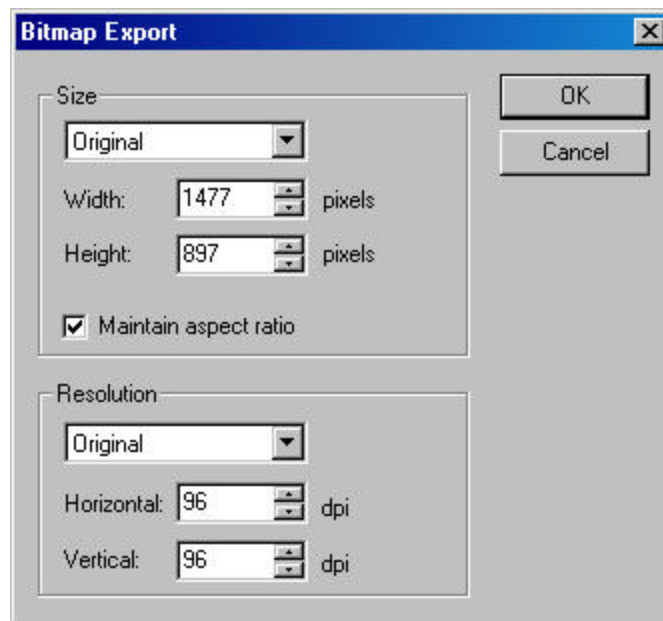 Bitmap Export
Size
OK
Original
Cancel
Width: 1477 pixels
Height: 897 pixels
Maintain aspect ratio
Resolution
Original
Horizontal: 96 dpi
Vertical: 96 dpi